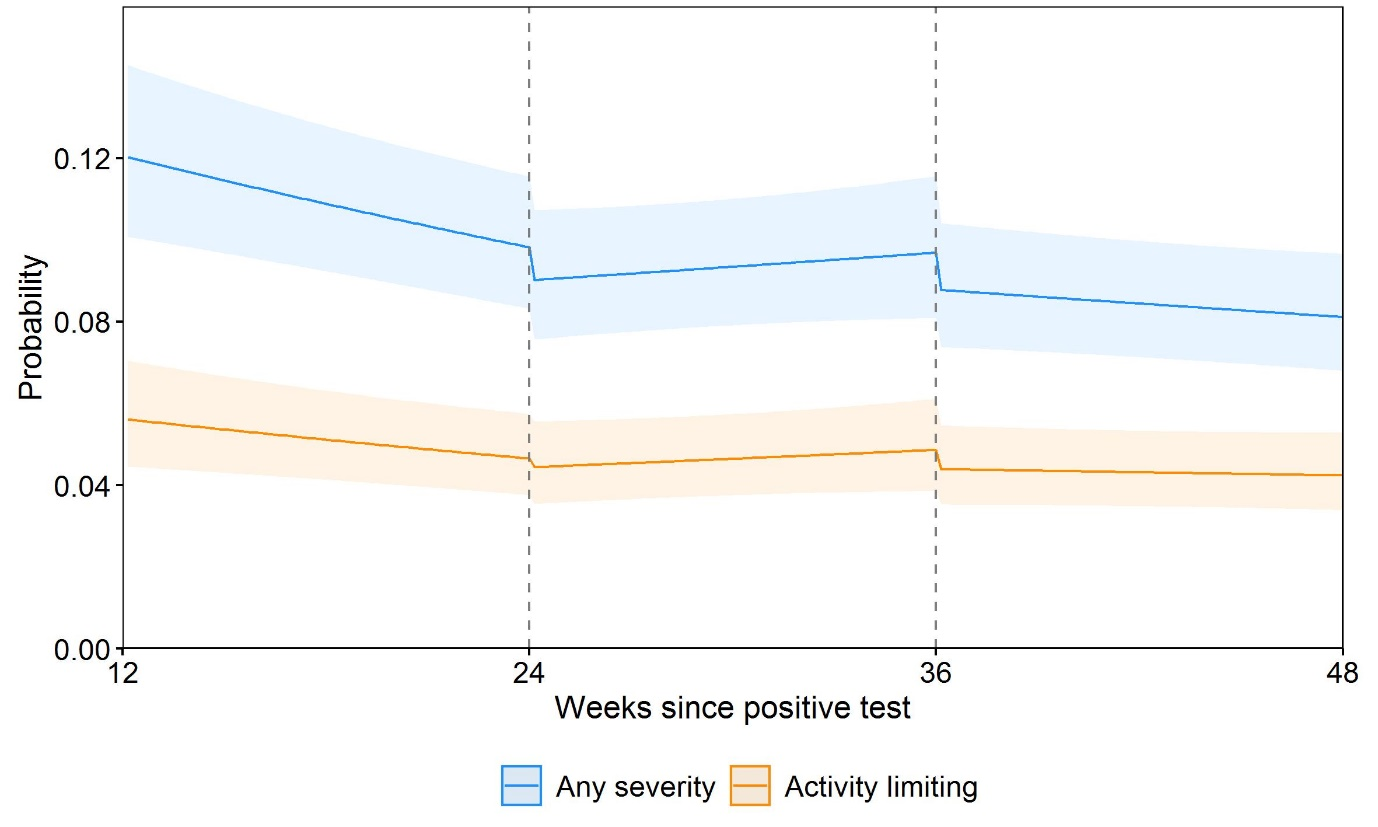 Probability
0.12
0.08
0.04
0.00
12 24 36 48
Weeks since positive test
Any severity Activity limiting